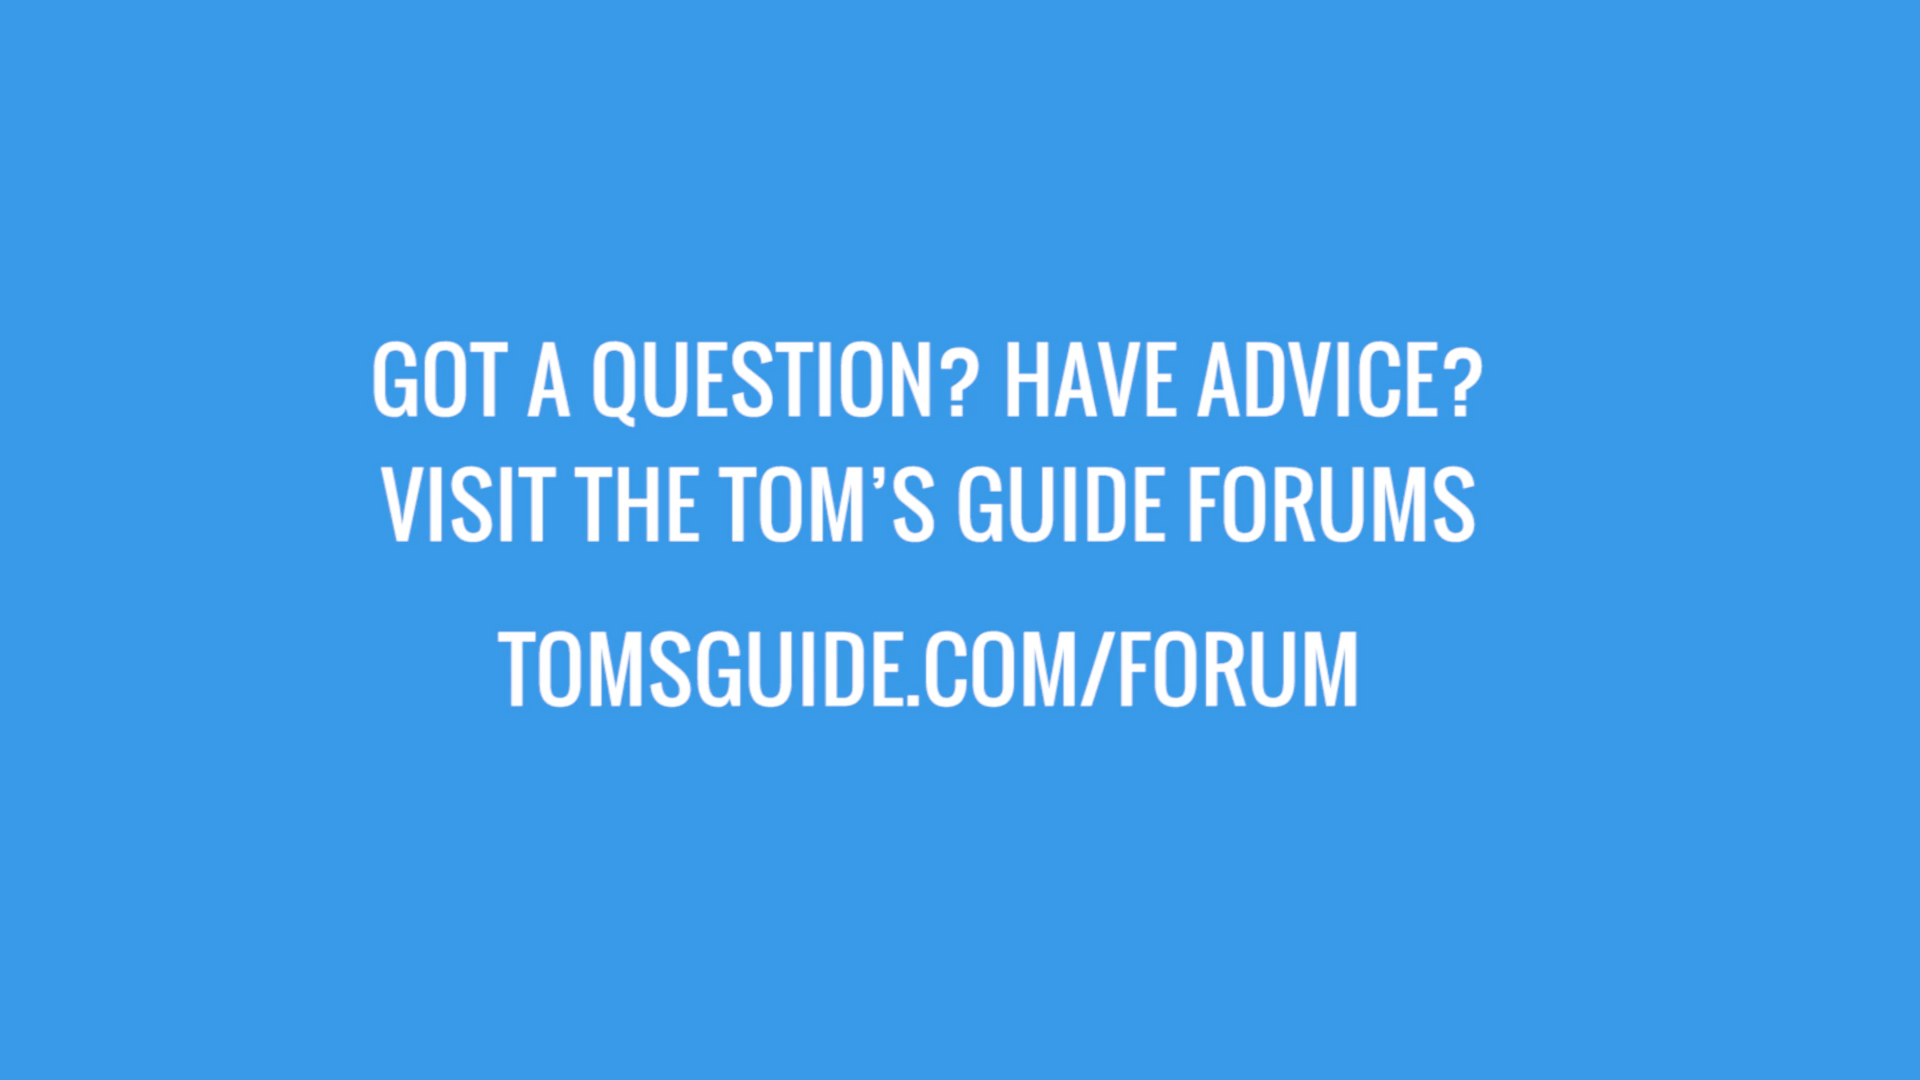 GOT A QUESTION? HAVE ADVICE?
VISIT THE TOM’S GUIDE FORUMS
TOMSGUIDE.COM/FORUM